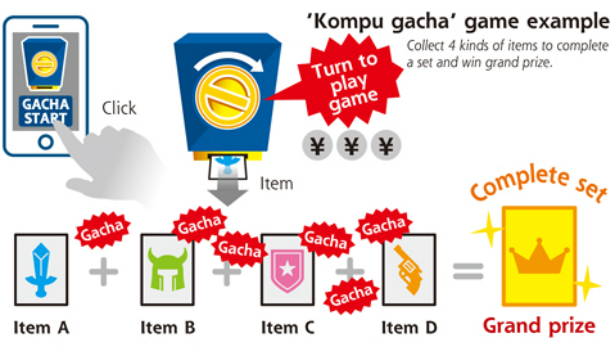 'Kompu gacha' game example
Collect 4 kinds of items to complete
a set and win grand prize.
GACHA
START
Click
Turn to
play
game
¥ ¥ ¥
Item
Complete set
Gacha
Gacha
Gacha
Gacha
Gacha
Gacha
+ + + =
Item A
Item B
Item C
Item D
Grand prize